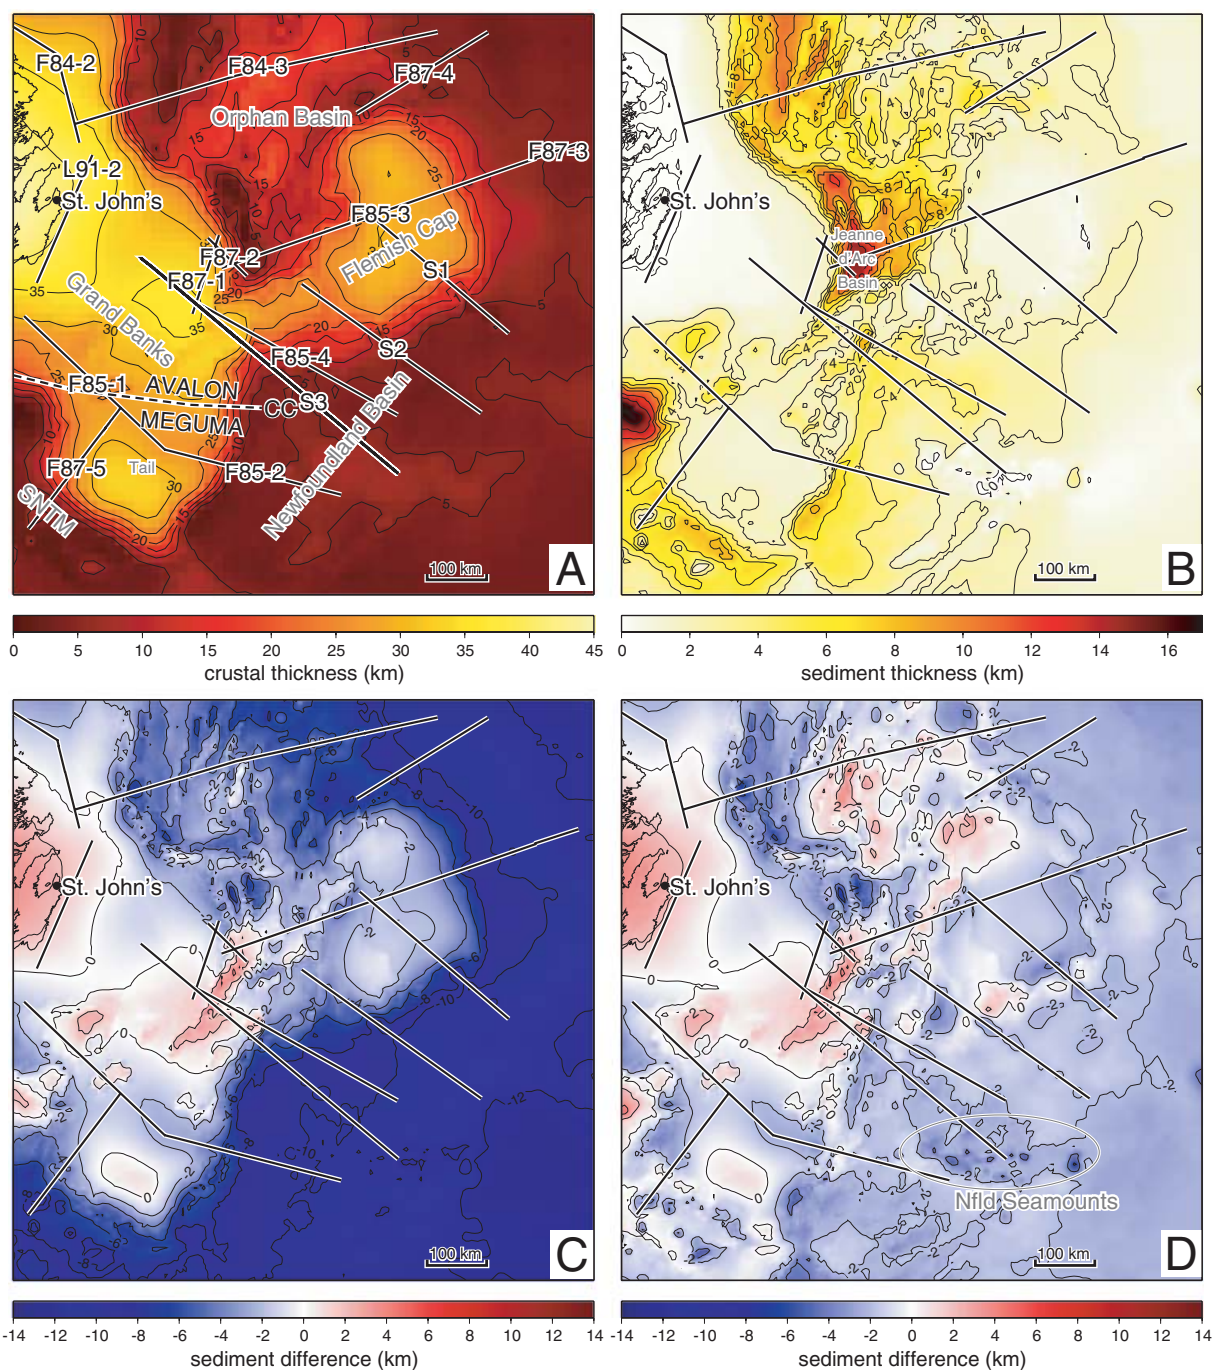 F84-2
F84-3
F87-4
Orphan Basin
F87-3
L91-2
St. John's
F85-3
Flemish Cap
F87-2
F87-1
S1
Grand Banks
S2
F85-4
F85-1
AVALON
S3
CC
MEGUMA
Newfoundland Basin
F87-5
Tail
F85-2
SNTM
100 km
A
0 5 10 15 20 25 30 35 40 45
crustal thickness (km)
St. John's
Jeanne
d'Arc
Basin
100 km
B
0 2 4 6 8 10 12 14 16
sediment thickness (km)
St. John's
100 km
C
-14 -12 -10 -8 -6 -4 -2 0 2 4 6 8 10 12 14
sediment difference (km)
St. John's
Nfld Seamounts
100 km
D
-14 -12 -10 -8 -6 -4 -2 0 2 4 6 8 10 12 14
sediment difference (km)